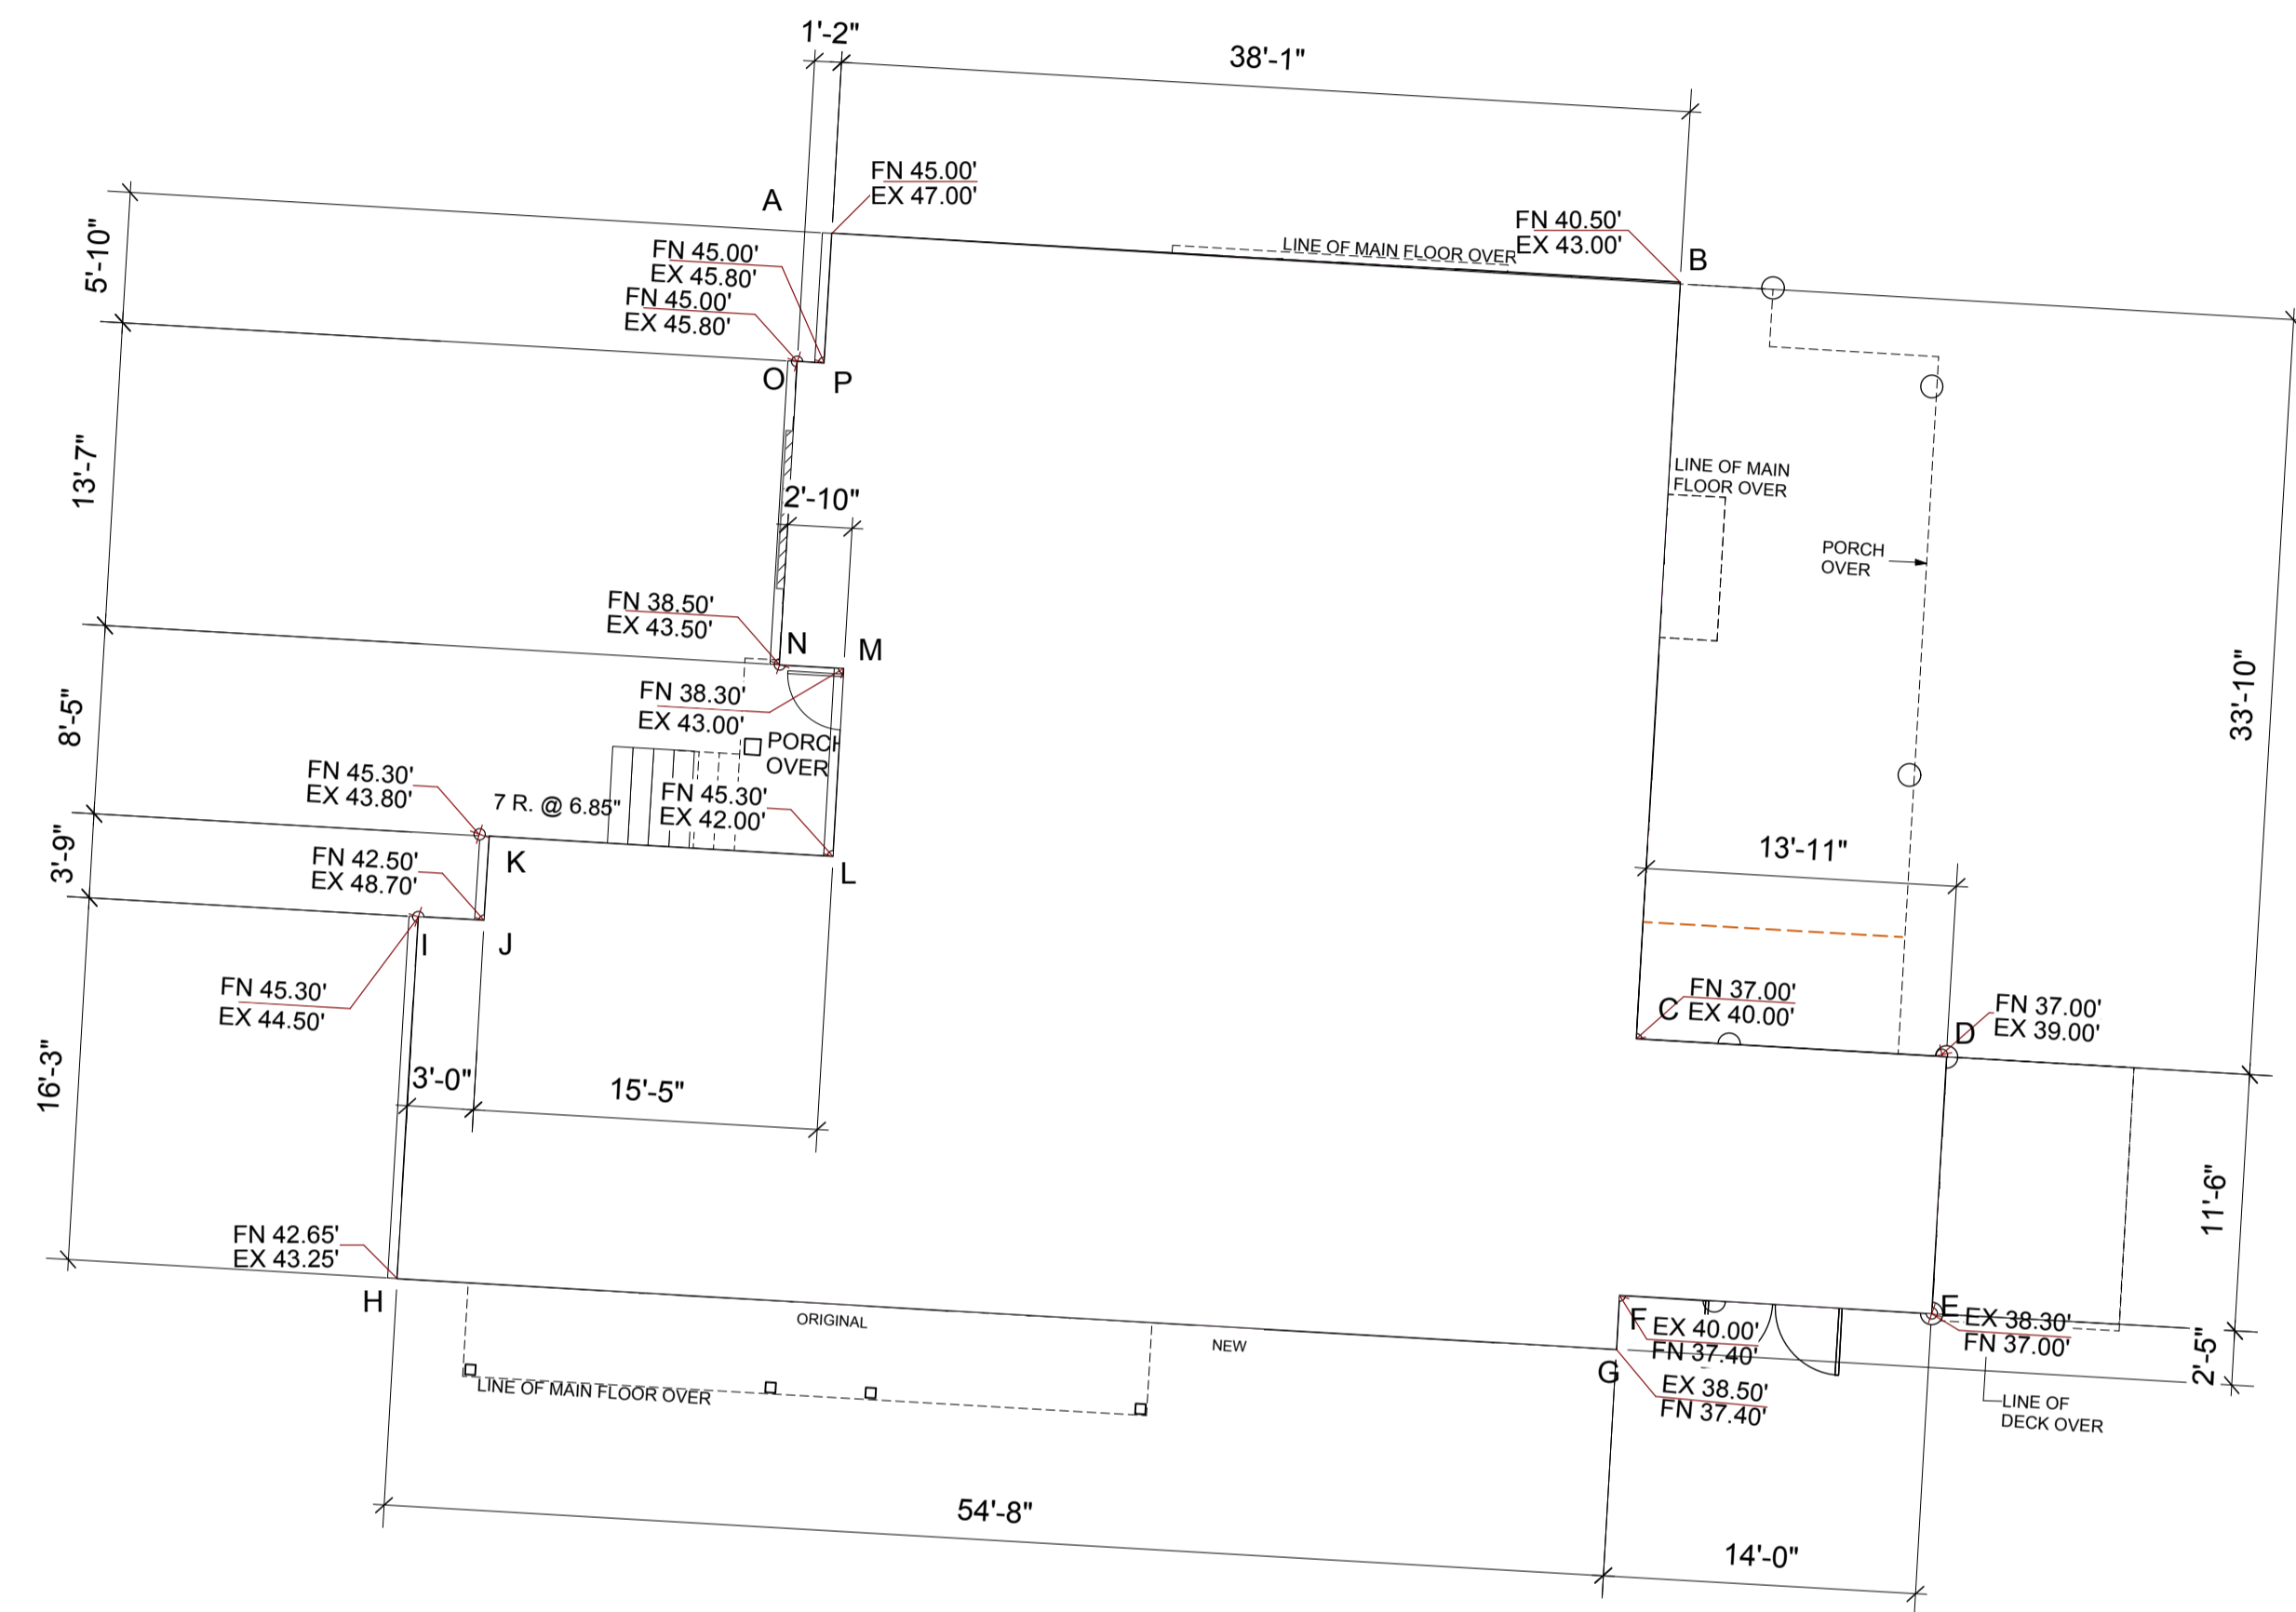 1'-2"
38'-1"
A
FN 45.00'
EX 47.00'
FN 40.50'
EX 43.00'
B
LINE OF MAIN FLOOR OVER
5'-10"
FN 45.00'
EX 45.80'
FN 45.00'
EX 45.80'
O
P
13'-7"
2'-10"
LINE OF MAIN
FLOOR OVER
PORCH
OVER
FN 38.50'
EX 43.50'
N
M
33'-10"
8'-5"
FN 38.30'
EX 43.00'
PORCH
OVER
FN 45.30'
EX 43.80'
7 R. @ 6.85"
FN 45.30'
EX 42.00'
3'-9"
FN 42.50'
EX 48.70'
K
L
13'-11"
I
J
FN 45.30'
EX 44.50'
C
FN 37.00'
EX 40.00'
D
FN 37.00'
EX 39.00'
16'-3"
3'-0"
15'-5"
11'-6"
FN 42.65'
EX 43.25'
H
ORIGINAL
NEW
LINE OF MAIN FLOOR OVER
F
EX 40.00'
FN 37.40'
E
EX 38.30'
FN 37.00'
2'-5"
G
EX 38.50'
FN 37.40'
LINE OF
DECK OVER
54'-8"
14'-0"